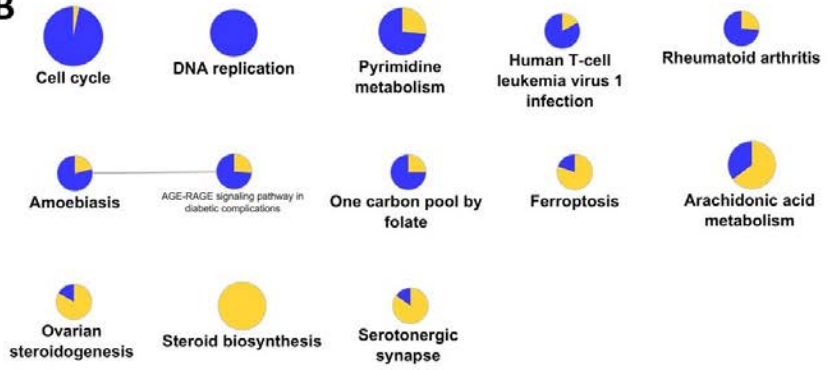 B
Cell cycle
DNA replication
Pyrimidine
metabolism
Human T-cell
leukemia virus 1
infection
Rheumatoid arthritis
Amoebiasis
AGE-RAGE signaling pathway in
diabetic complications
One carbon pool by
folate
Ferroptosis
Arachidonic acid
metabolism
Ovarian
steroidogenesis
Steroid biosynthesis
Serotonergic
synapse